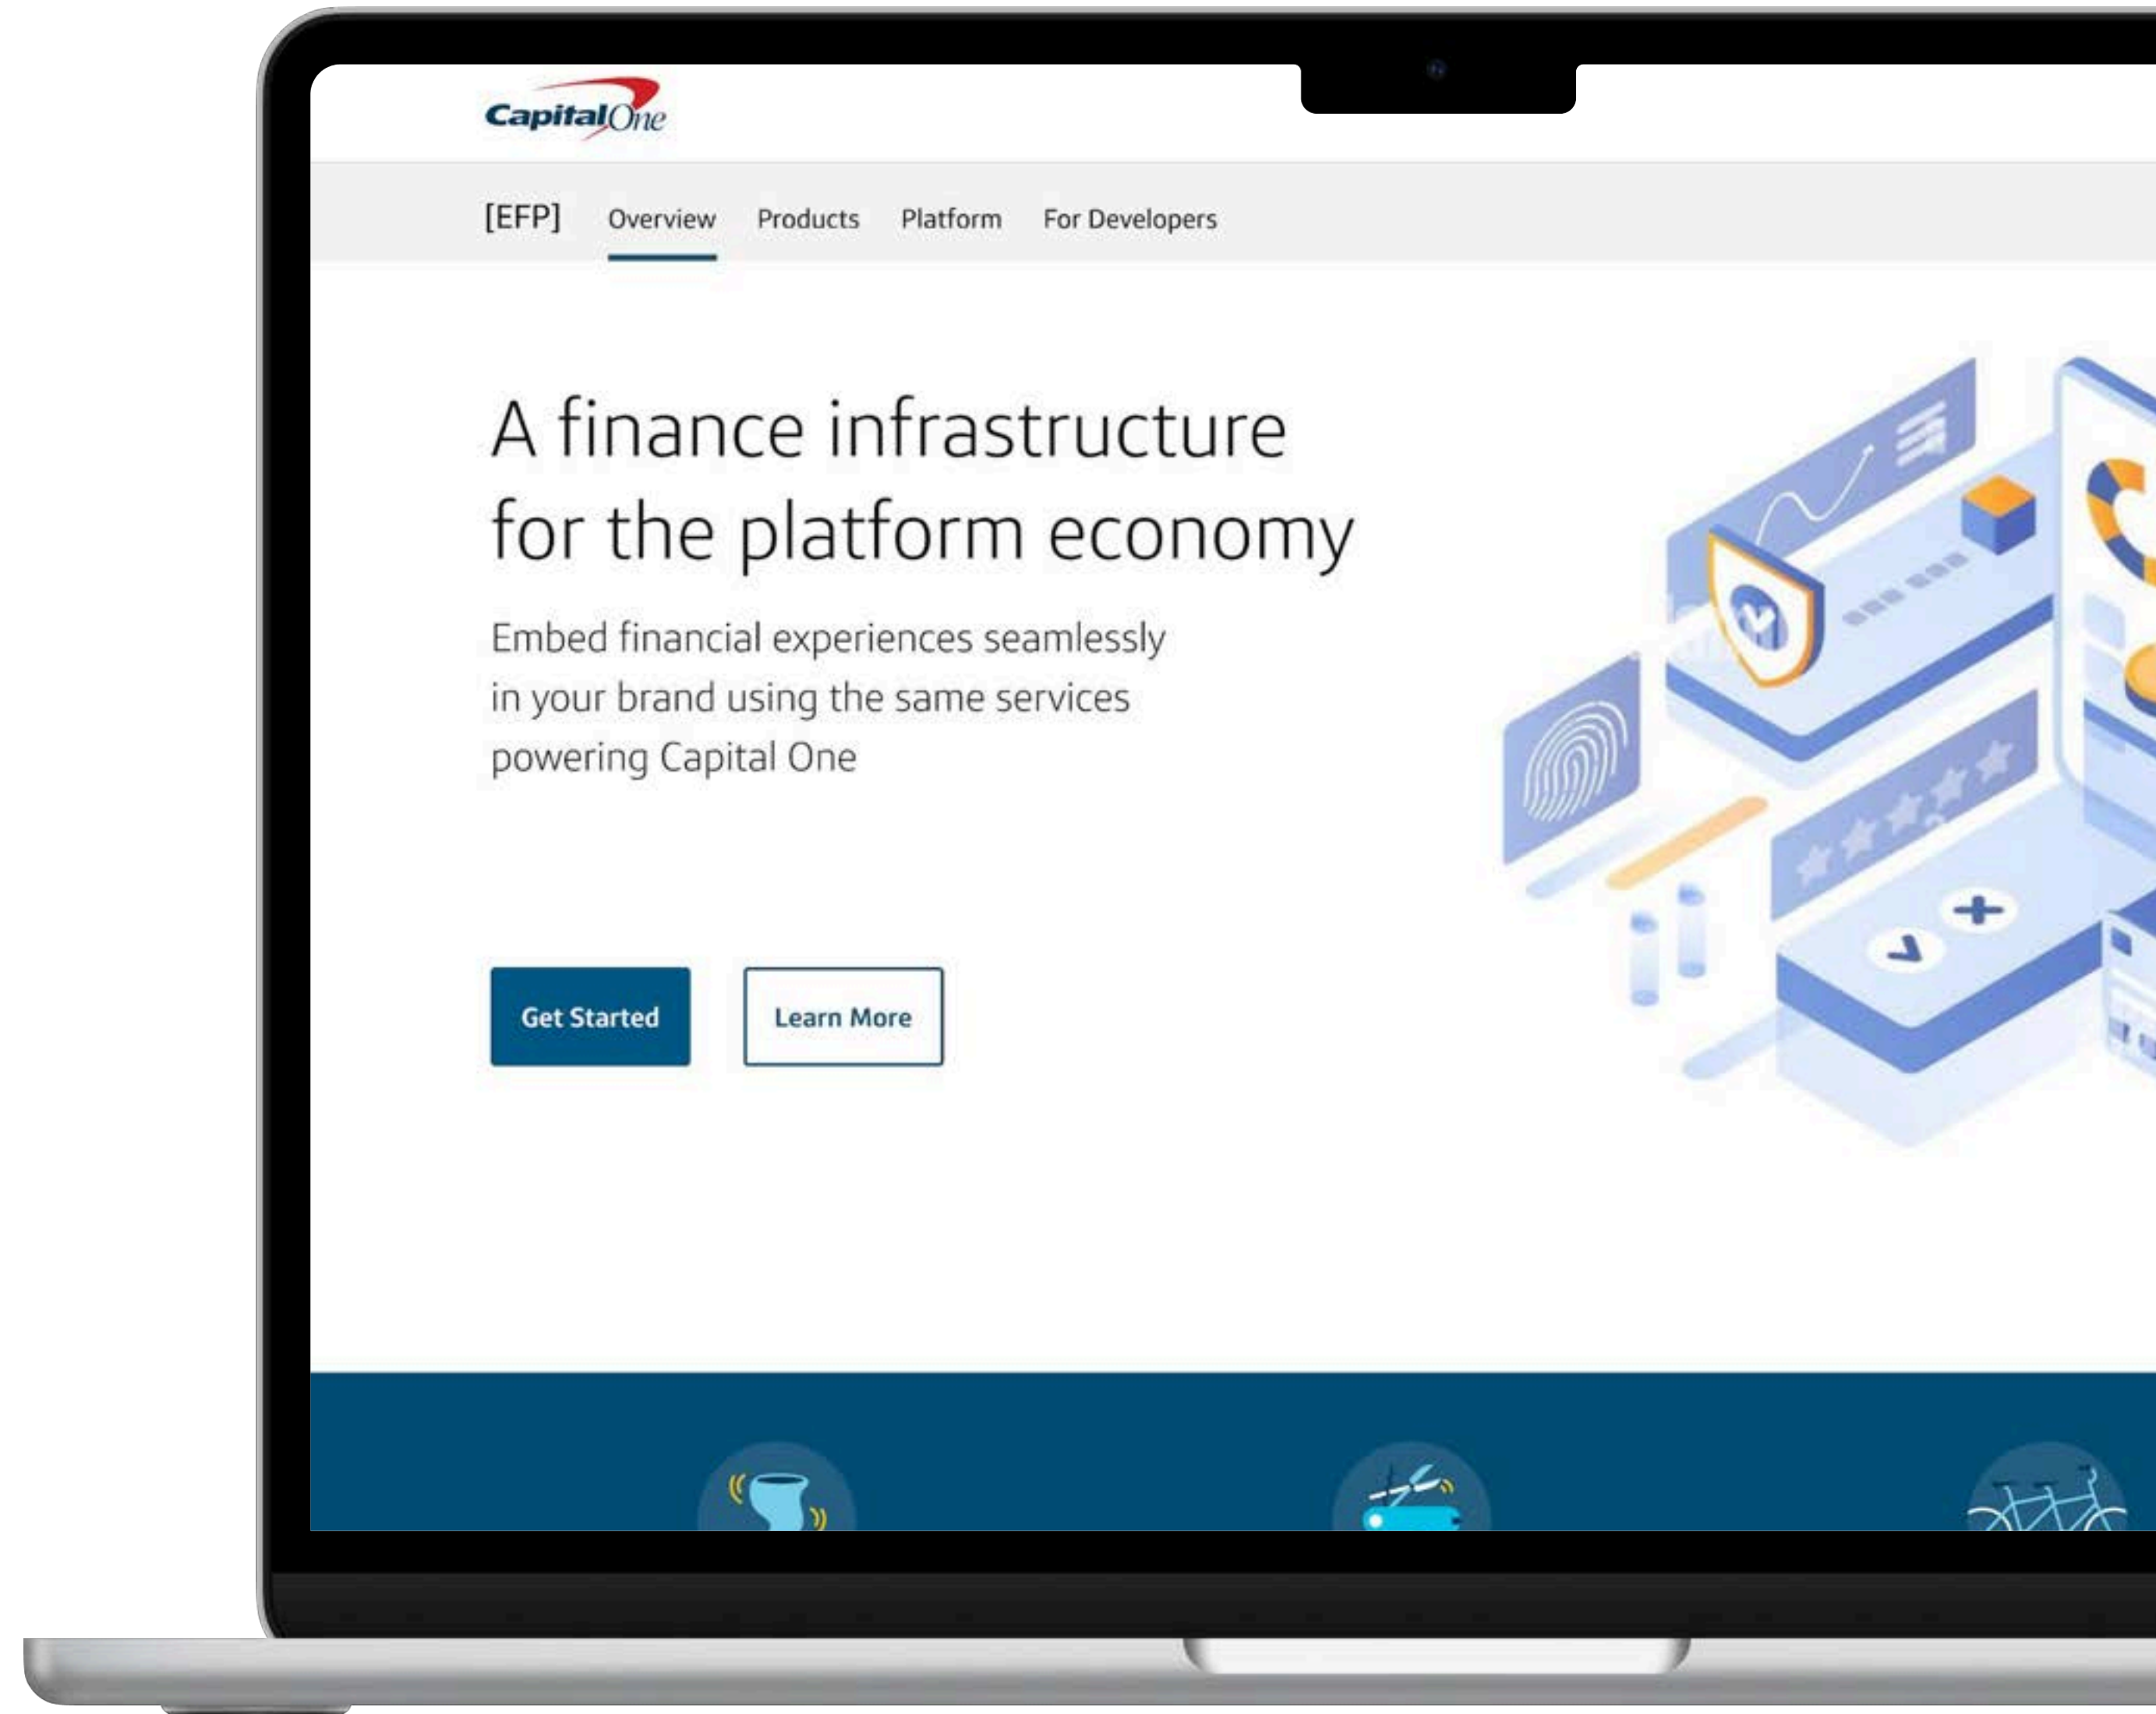 CapitalOne
[EFP] Overview Products Platform For Developers
A finance infrastructure
for the platform economy
Embed financial experiences seamlessly
in your brand using the same services
powering Capital One
Get Started Learn More